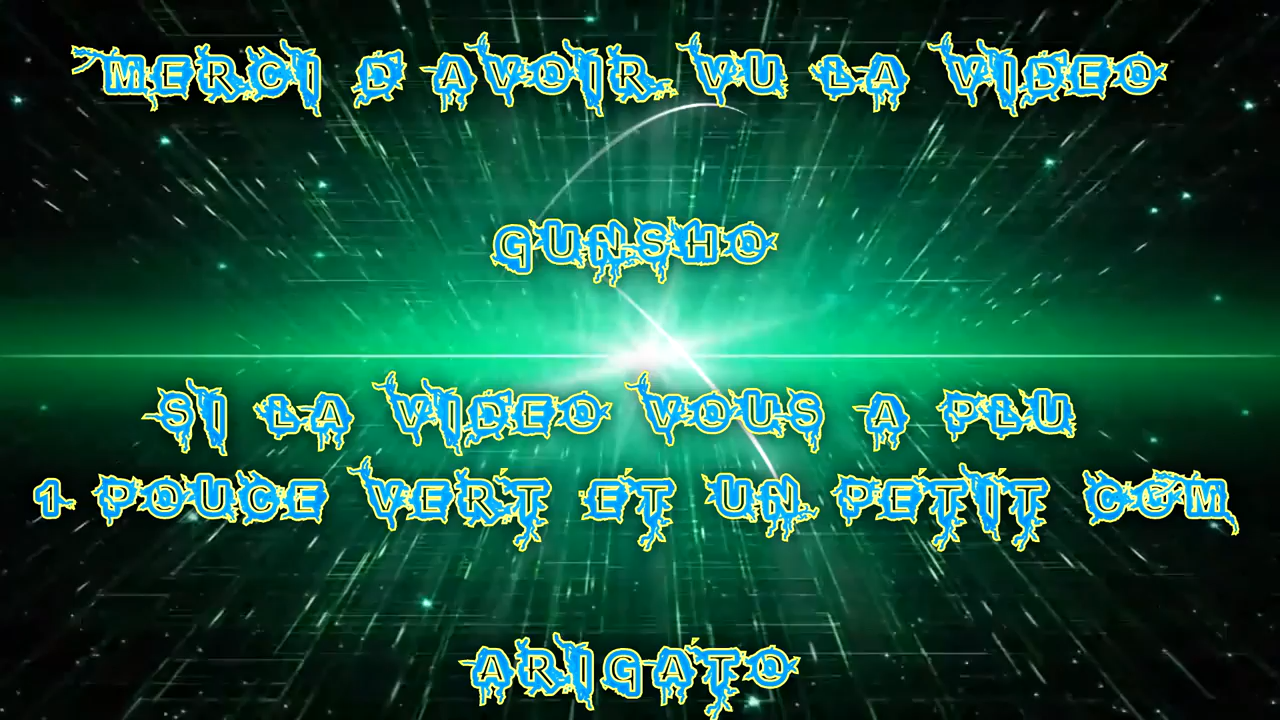 MERCI D AVOIR VU LA VIDEO
GUNSHO
SI LA VIDEO VOUS A PLU
1 POUCE VERT ET UN PETIT COM
ARIGATO